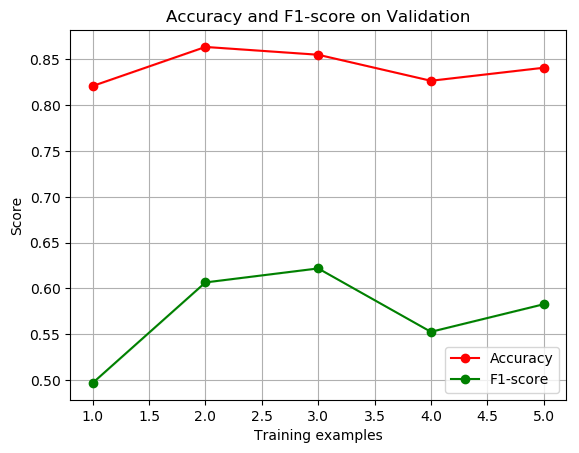 Accuracy and F1-score on Validation
0.85
0.80
0.75
0.70
0.65
0.60
0.55
0.50
Score
Accuracy
F1-score
1.0 1.5 2.0 2.5 3.0 3.5 4.0 4.5 5.0
Training examples